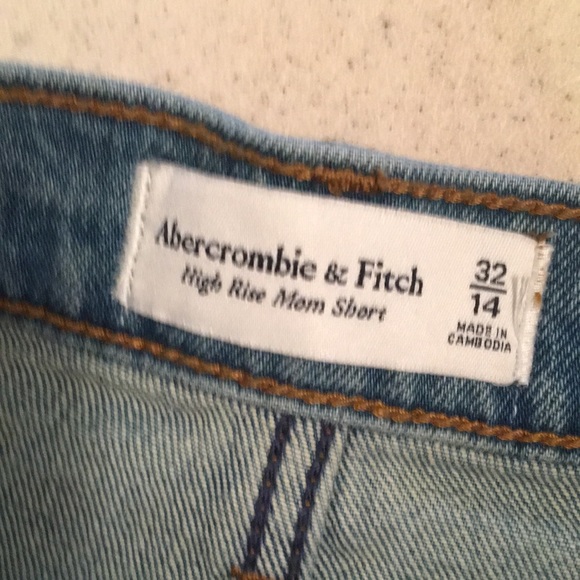 Abercrombie & Fitch
High Rise Mom Short
32
14
MADE IN
CAMBODIA